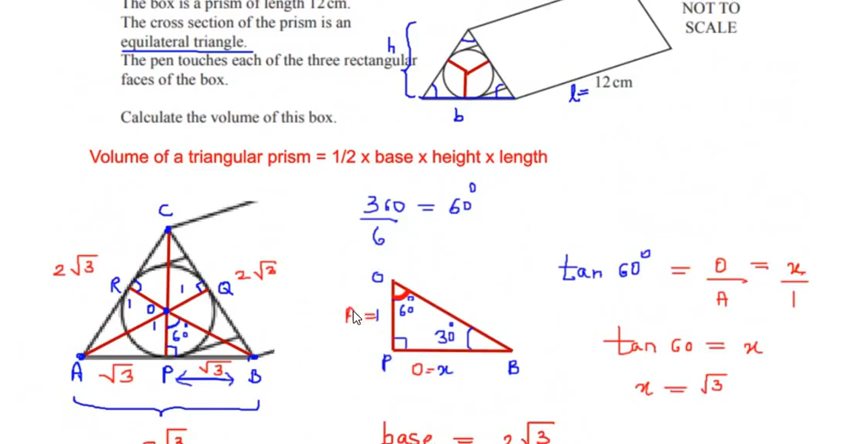 The box is a prism of length 12cm.
The cross section of the prism is an
equilateral triangle.
The pen touches each of the three rectangular
faces of the box.
Calculate the volume of this box.
NOT TO
SCALE
h
b
l=
12cm
Volume of a triangular prism = 1/2 x base x height x length
360/6 = 60°
C
2√3
2√3
R
Q
1
1
O
1
60°
A
√3
P
√3
B
O
A=1
60°
30°
P
O=x
B
tan 60° = O/A = x/1
tan 60 = x
x = √3
base = 2√3